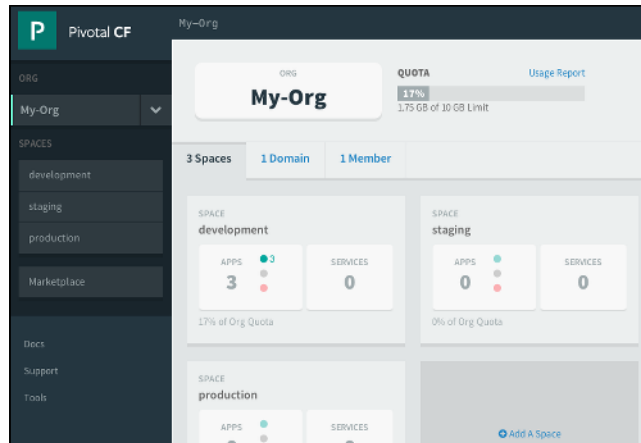 P Pivotal CF
My-Org
ORG
My-Org
SPACES
development
staging
production
Marketplace
Docs
Support
Tools
ORG
My-Org
QUOTA Usage Report
17%
1.75 GB of 10 GB Limit
3 Spaces 1 Domain 1 Member
SPACE
development
APPS 3 SERVICES
3 0
17% of Org Quota
SPACE
staging
APPS SERVICES
0 0
0% of Org Quota
SPACE
production
APPS SERVICES
Add A Space